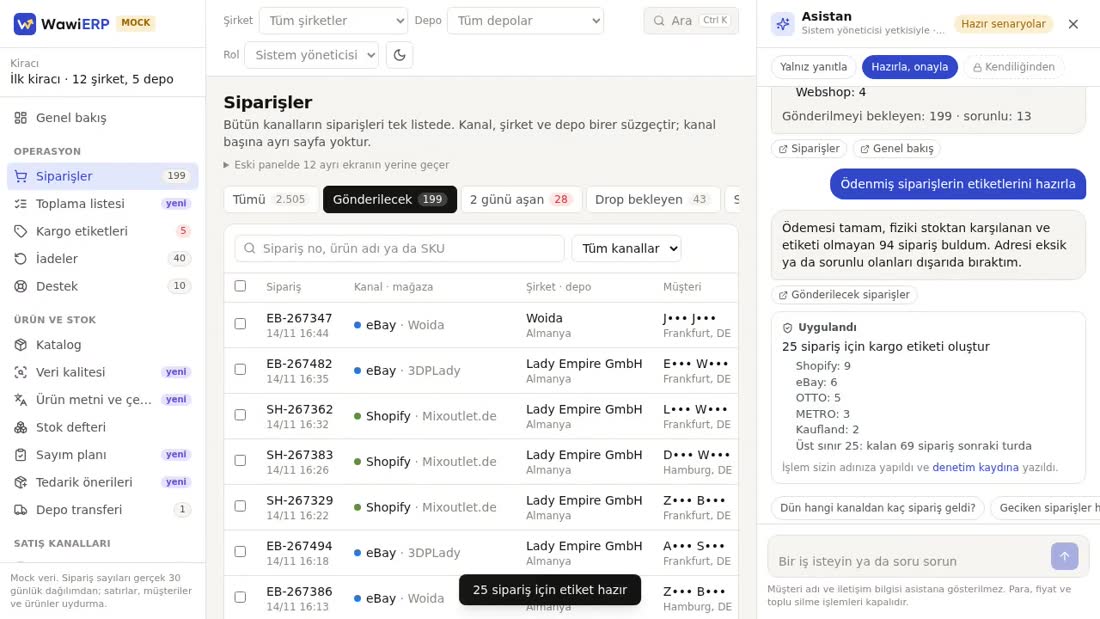 WawiERP MOCK
Kiracı
İlk kiracı · 12 şirket, 5 depo
Genel bakış
OPERASYON
Siparişler 199
Toplama listesi yeni
Kargo etiketleri 5
İadeler 40
Destek 10
ÜRÜN VE STOK
Katalog
Veri kalitesi yeni
Ürün metni ve çe... yeni
Stok defteri
Sayım planı yeni
Tedarik önerileri yeni
Depo transferi 1
SATIŞ KANALLARI
Mock veri. Sipariş sayıları gerçek 30
günlük dağılımdan; satırlar, müşteriler
ve ürünler uydurma.
Şirket Tüm şirketler Depo Tüm depolar Ara Ctrl K
Rol Sistem yöneticisi
Siparişler
Bütün kanalların siparişleri tek listede. Kanal, şirket ve depo birer süzgeçtir; kanal
başına ayrı sayfa yoktur.
Eski panelde 12 ayrı ekranın yerine geçer
Tümü 2.505 Gönderilecek 199 2 günü aşan 28 Drop bekleyen 43 S
Sipariş no, ürün adı ya da SKU Tüm kanallar
Sipariş Kanal · mağaza Şirket · depo Müşteri
EB-267347 eBay · Woida Woida J••• J•••
14/11 16:44 Almanya Frankfurt, DE
EB-267482 eBay · 3DPLady Lady Empire GmbH E••• W•••
14/11 16:35 Almanya Frankfurt, DE
SH-267362 Shopify · Mixoutlet.de Lady Empire GmbH L••• W•••
14/11 16:32 Almanya Frankfurt, DE
SH-267383 Shopify · Mixoutlet.de Lady Empire GmbH D••• W•••
14/11 16:26 Almanya Hamburg, DE
SH-267329 Shopify · Mixoutlet.de Lady Empire GmbH Z••• B•••
14/11 16:22 Almanya Frankfurt, DE
EB-267494 eBay · 3DPLady Lady Empire GmbH A••• S•••
14/11 16:18 Almanya Frankfurt, DE
EB-267386 eBay · Woida Lady Empire GmbH Z••• B•••
14/11 16:13 Almanya Hamburg, DE
25 sipariş için etiket hazır
Asistan
Sistem yöneticisi yetkisiyle ·... Hazır senaryolar
Yalnız yanıtla Hazırla, onayla Kendiliğinden
Webshop: 4
Gönderilmeyi bekleyen: 199 · sorunlu: 13
Siparişler Genel bakış
Ödenmiş siparişlerin etiketlerini hazırla
Ödemesi tamam, fiziki stoktan karşılanan ve
etiketi olmayan 94 sipariş buldum. Adresi eksik
ya da sorunlu olanları dışarıda bıraktım.
Gönderilecek siparişler
Uygulandı
25 sipariş için kargo etiketi oluştur
Shopify: 9
eBay: 6
OTTO: 5
METRO: 3
Kaufland: 2
Üst sınır 25: kalan 69 sipariş sonraki turda
İşlem sizin adınıza yapıldı ve denetim kaydına yazıldı.
Dün hangi kanaldan kaç sipariş geldi? Geciken siparişler h
Bir iş isteyin ya da soru sorun
Müşteri adı ve iletişim bilgisi asistana gösterilmez. Para, fiyat ve
toplu silme işlemleri kapalıdır.